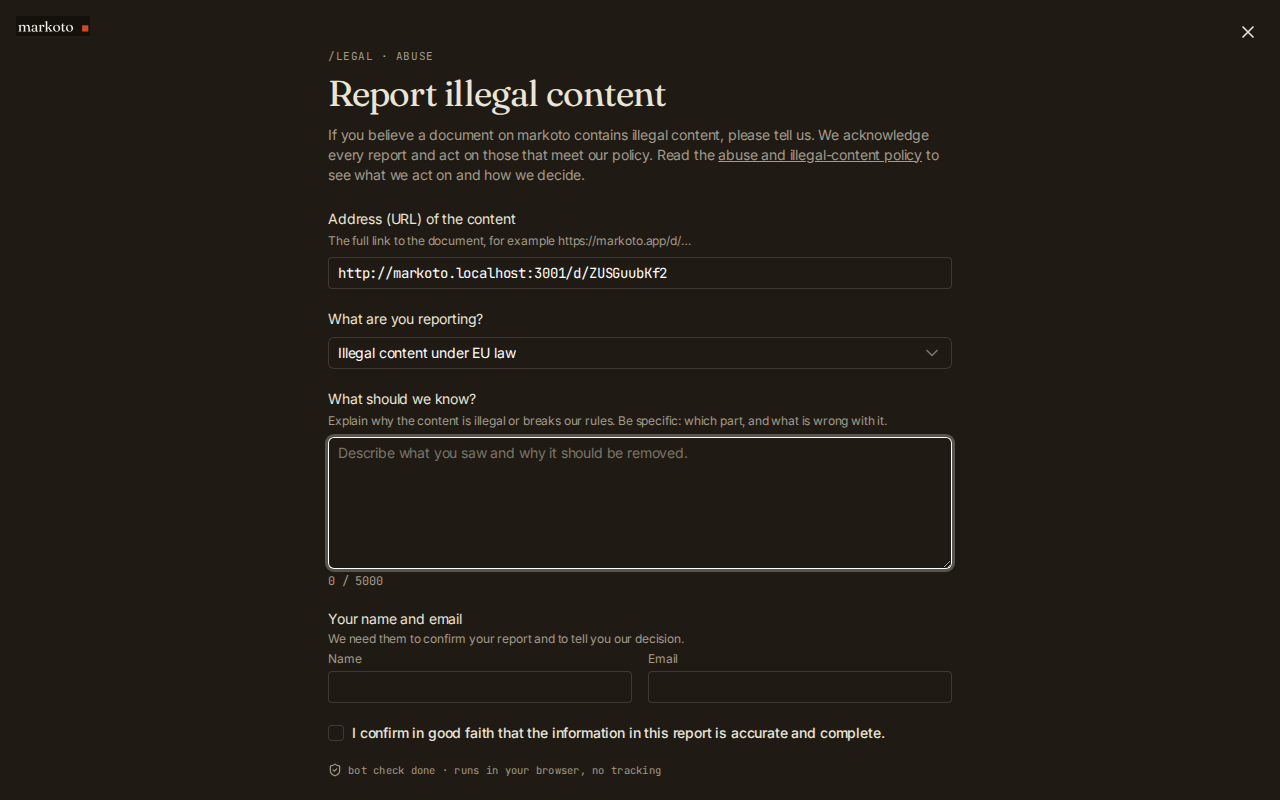 markoto
/LEGAL · ABUSE
Report illegal content
If you believe a document on markoto contains illegal content, please tell us. We acknowledge
every report and act on those that meet our policy. Read the abuse and illegal-content policy to
see what we act on and how we decide.
Address (URL) of the content
The full link to the document, for example https://markoto.app/d/…
http://markoto.localhost:3001/d/ZUSGuubKf2
What are you reporting?
Illegal content under EU law
What should we know?
Explain why the content is illegal or breaks our rules. Be specific: which part, and what is wrong with it.
Describe what you saw and why it should be removed.
0 / 5000
Your name and email
We need them to confirm your report and to tell you our decision.
Name Email
I confirm in good faith that the information in this report is accurate and complete.
bot check done · runs in your browser, no tracking